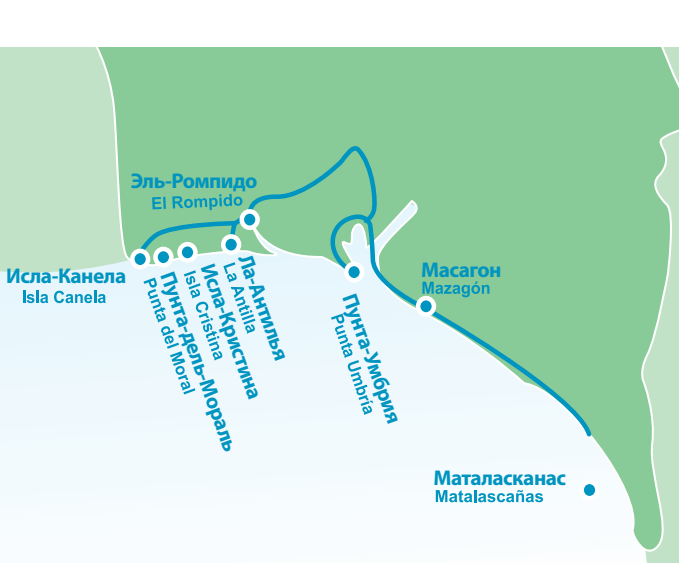 Эль-Ромпидо
El Rompido
Исла-Канела
Isla Canela
Пунта-дель-Мораль
Punta del Moral
Исла-Кристина
Isla Cristina
Ла-Антилья
La Antilla
Пунта-Умбрия
Punta Umbría
Масагон
Mazagón
Маталасканас
Matalascañas